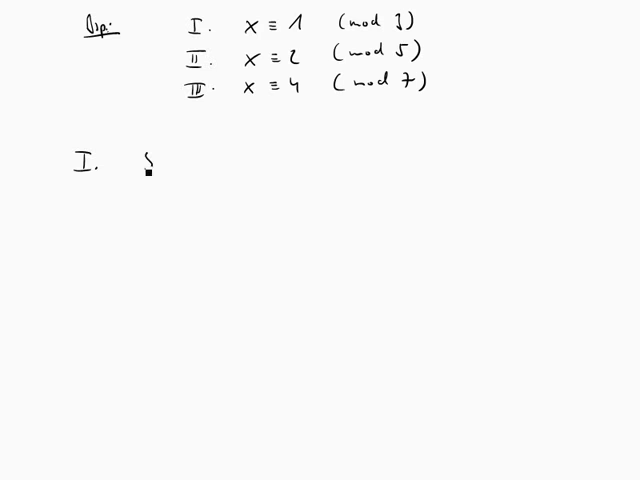 Bsp.: I. x ≡ 1 (mod 3)
II. x ≡ 2 (mod 5)
III. x ≡ 4 (mod 7)
I.